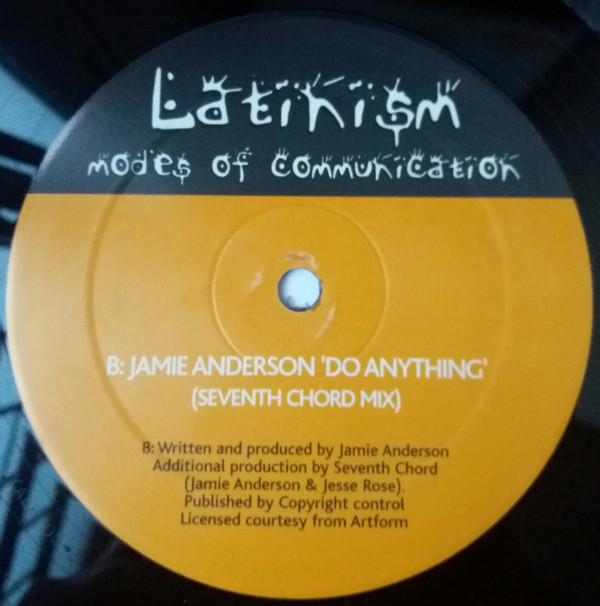 Latinism
modes of communication
B: JAMIE ANDERSON 'DO ANYTHING'
(SEVENTH CHORD MIX)
B: Written and produced by Jamie Anderson
Additional production by Seventh Chord
(Jamie Anderson & Jesse Rose).
Published by Copyright control
Licensed courtesy from Artform